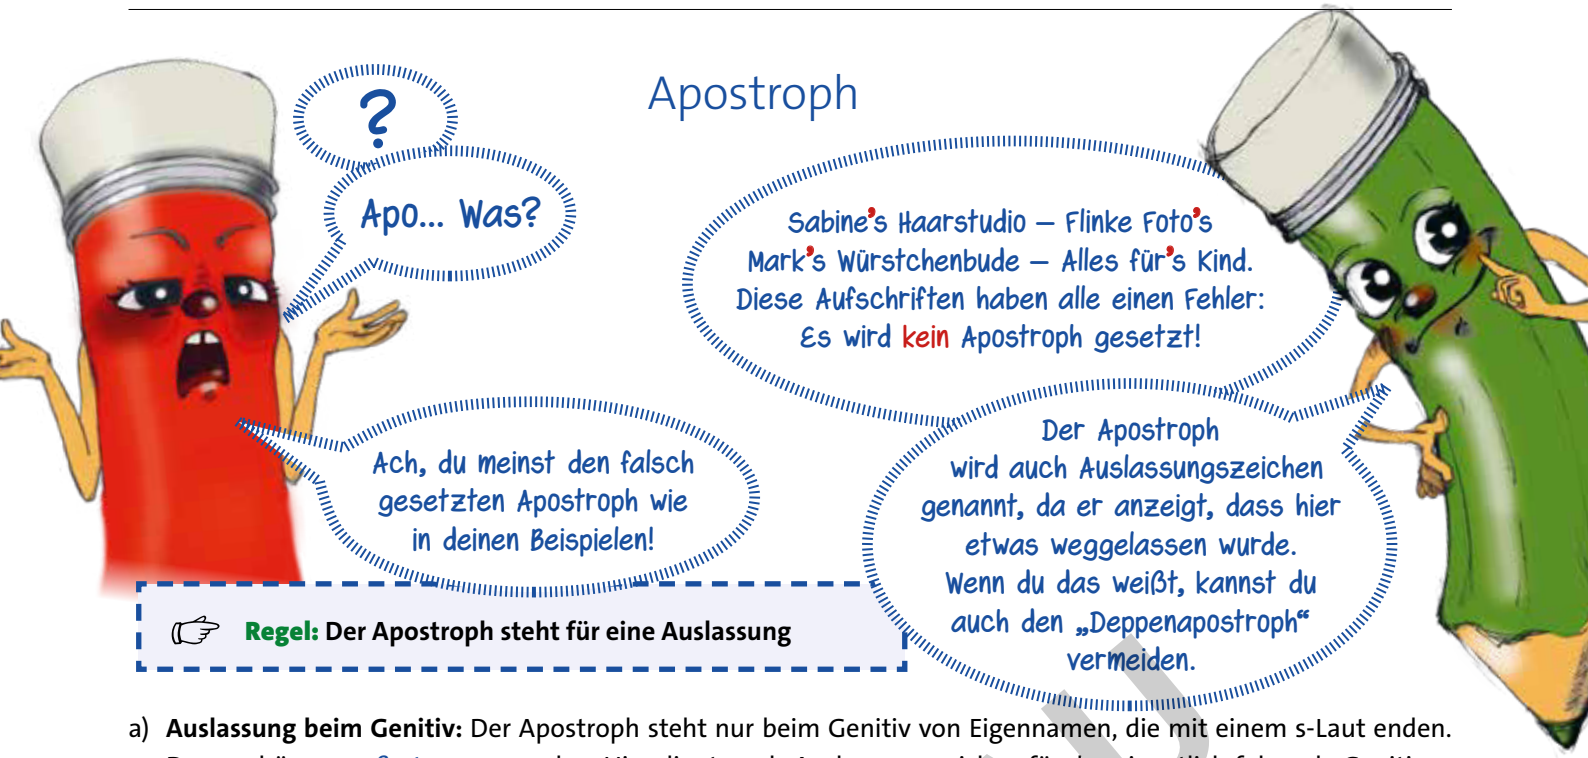 Apostroph
?
Apo... Was?
Sabine's Haarstudio – Flinke Foto's
Mark's Würstchenbude – Alles für's Kind.
Diese Aufschriften haben alle einen Fehler:
Es wird kein Apostroph gesetzt!
Ach, du meinst den falsch
gesetzten Apostroph wie
in deinen Beispielen!
Der Apostroph
wird auch Auslassungszeichen
genannt, da er anzeigt, dass hier
etwas weggelassen wurde.
Wenn du das weißt, kannst du
auch den „Deppenapostroph“
vermeiden.
Regel: Der Apostroph steht für eine Auslassung
a) Auslassung beim Genitiv: Der Apostroph steht nur beim Genitiv von Eigennamen, die mit einem s-Laut enden.